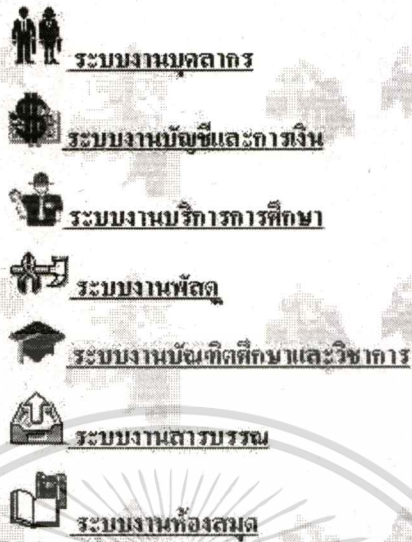 ระบบงานบุคลากร
ระบบงานบัญชีและการเงิน
ระบบงานบริการการศึกษา
ระบบงานพัสดุ
ระบบงานบัณฑิตศึกษาและวิชาการ
ระบบงานสารบรรณ
ระบบงานห้องสมุด